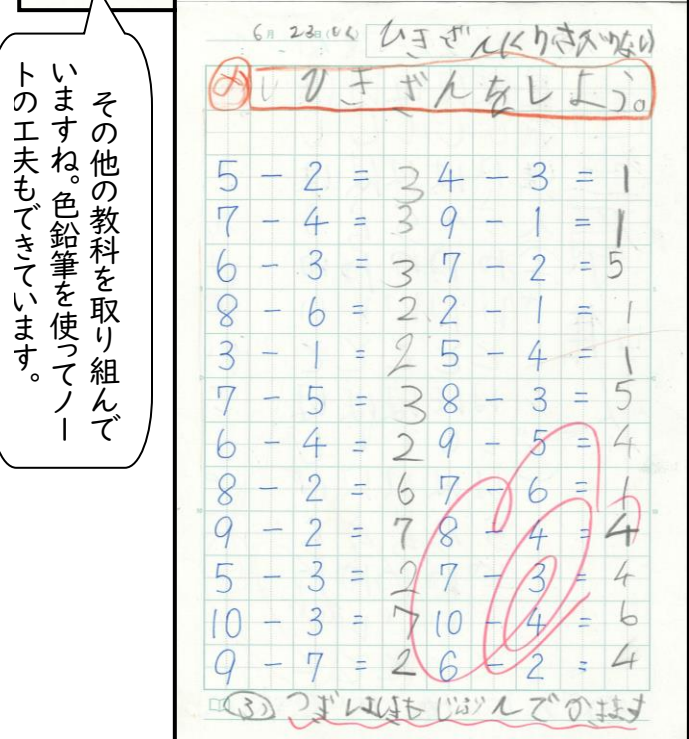 6月23日(もく) ひきざん くりさがりなし
め ひきざんをしよう。
5 - 2 = 3 4 - 3 = 1
7 - 4 = 3 9 - 1 = 1
6 - 3 = 3 7 - 2 = 5
8 - 6 = 2 2 - 1 = 1
3 - 1 = 2 5 - 4 = 1
7 - 5 = 3 8 - 3 = 5
6 - 4 = 2 9 - 5 = 4
8 - 2 = 6 7 - 6 = 1
9 - 2 = 7 8 - 4 = 4
5 - 3 = 2 7 - 3 = 4
10 - 3 = 7 10 - 4 = 6
9 - 7 = 2 6 - 2 = 4
ふ つぎは じぶんでかきます
その他の教科を取り組んで
いますね。色鉛筆を使ってノー
トの工夫もできています。